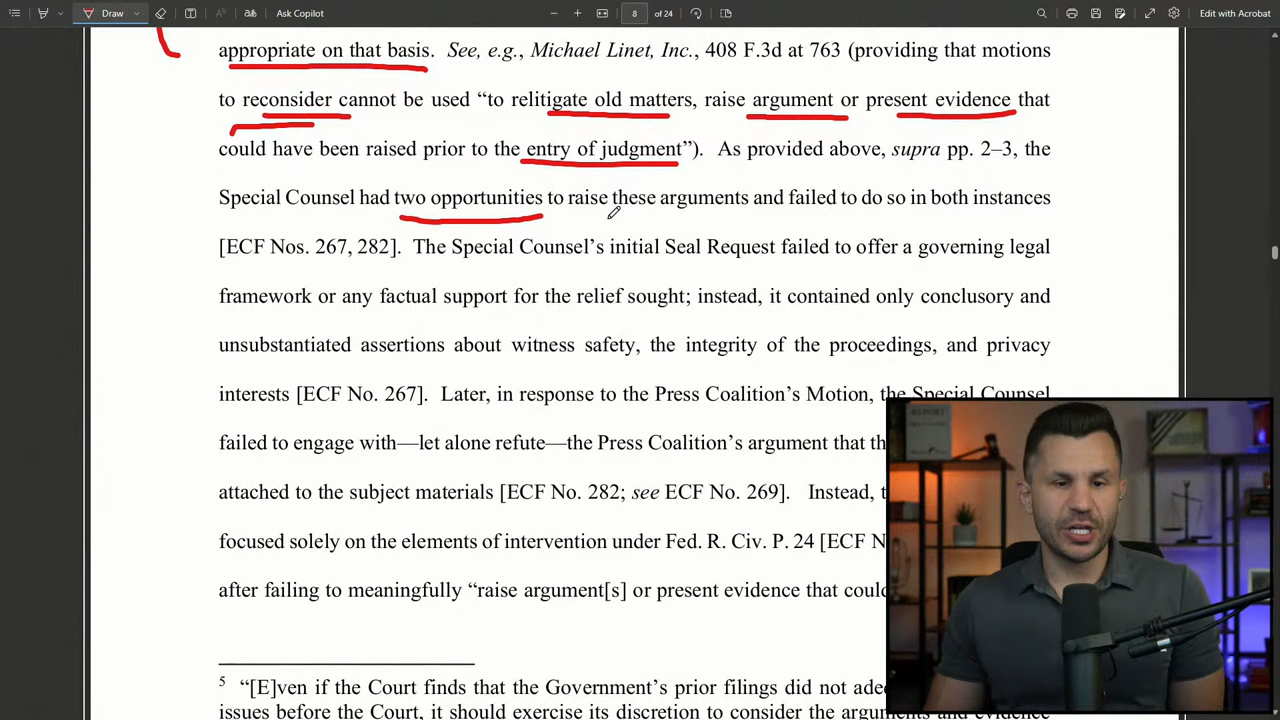 Draw
Ask Copilot
8 of 24
Edit with Acrobat
appropriate on that basis. See, e.g., Michael Linet, Inc., 408 F.3d at 763 (providing that motions
to reconsider cannot be used “to relitigate old matters, raise argument or present evidence that
could have been raised prior to the entry of judgment”). As provided above, supra pp. 2–3, the
Special Counsel had two opportunities to raise these arguments and failed to do so in both instances
[ECF Nos. 267, 282]. The Special Counsel’s initial Seal Request failed to offer a governing legal
framework or any factual support for the relief sought; instead, it contained only conclusory and
unsubstantiated assertions about witness safety, the integrity of the proceedings, and privacy
interests [ECF No. 267]. Later, in response to the Press Coalition’s Motion, the Special Counsel
failed to engage with—let alone refute—the Press Coalition’s argument that th
attached to the subject materials [ECF No. 282; see ECF No. 269]. Instead, t
focused solely on the elements of intervention under Fed. R. Civ. P. 24 [ECF N
after failing to meaningfully “raise argument[s] or present evidence that coul
5 “[E]ven if the Court finds that the Government’s prior filings did not ade
issues before the Court, it should exercise its discretion to consider the arguments and evidence